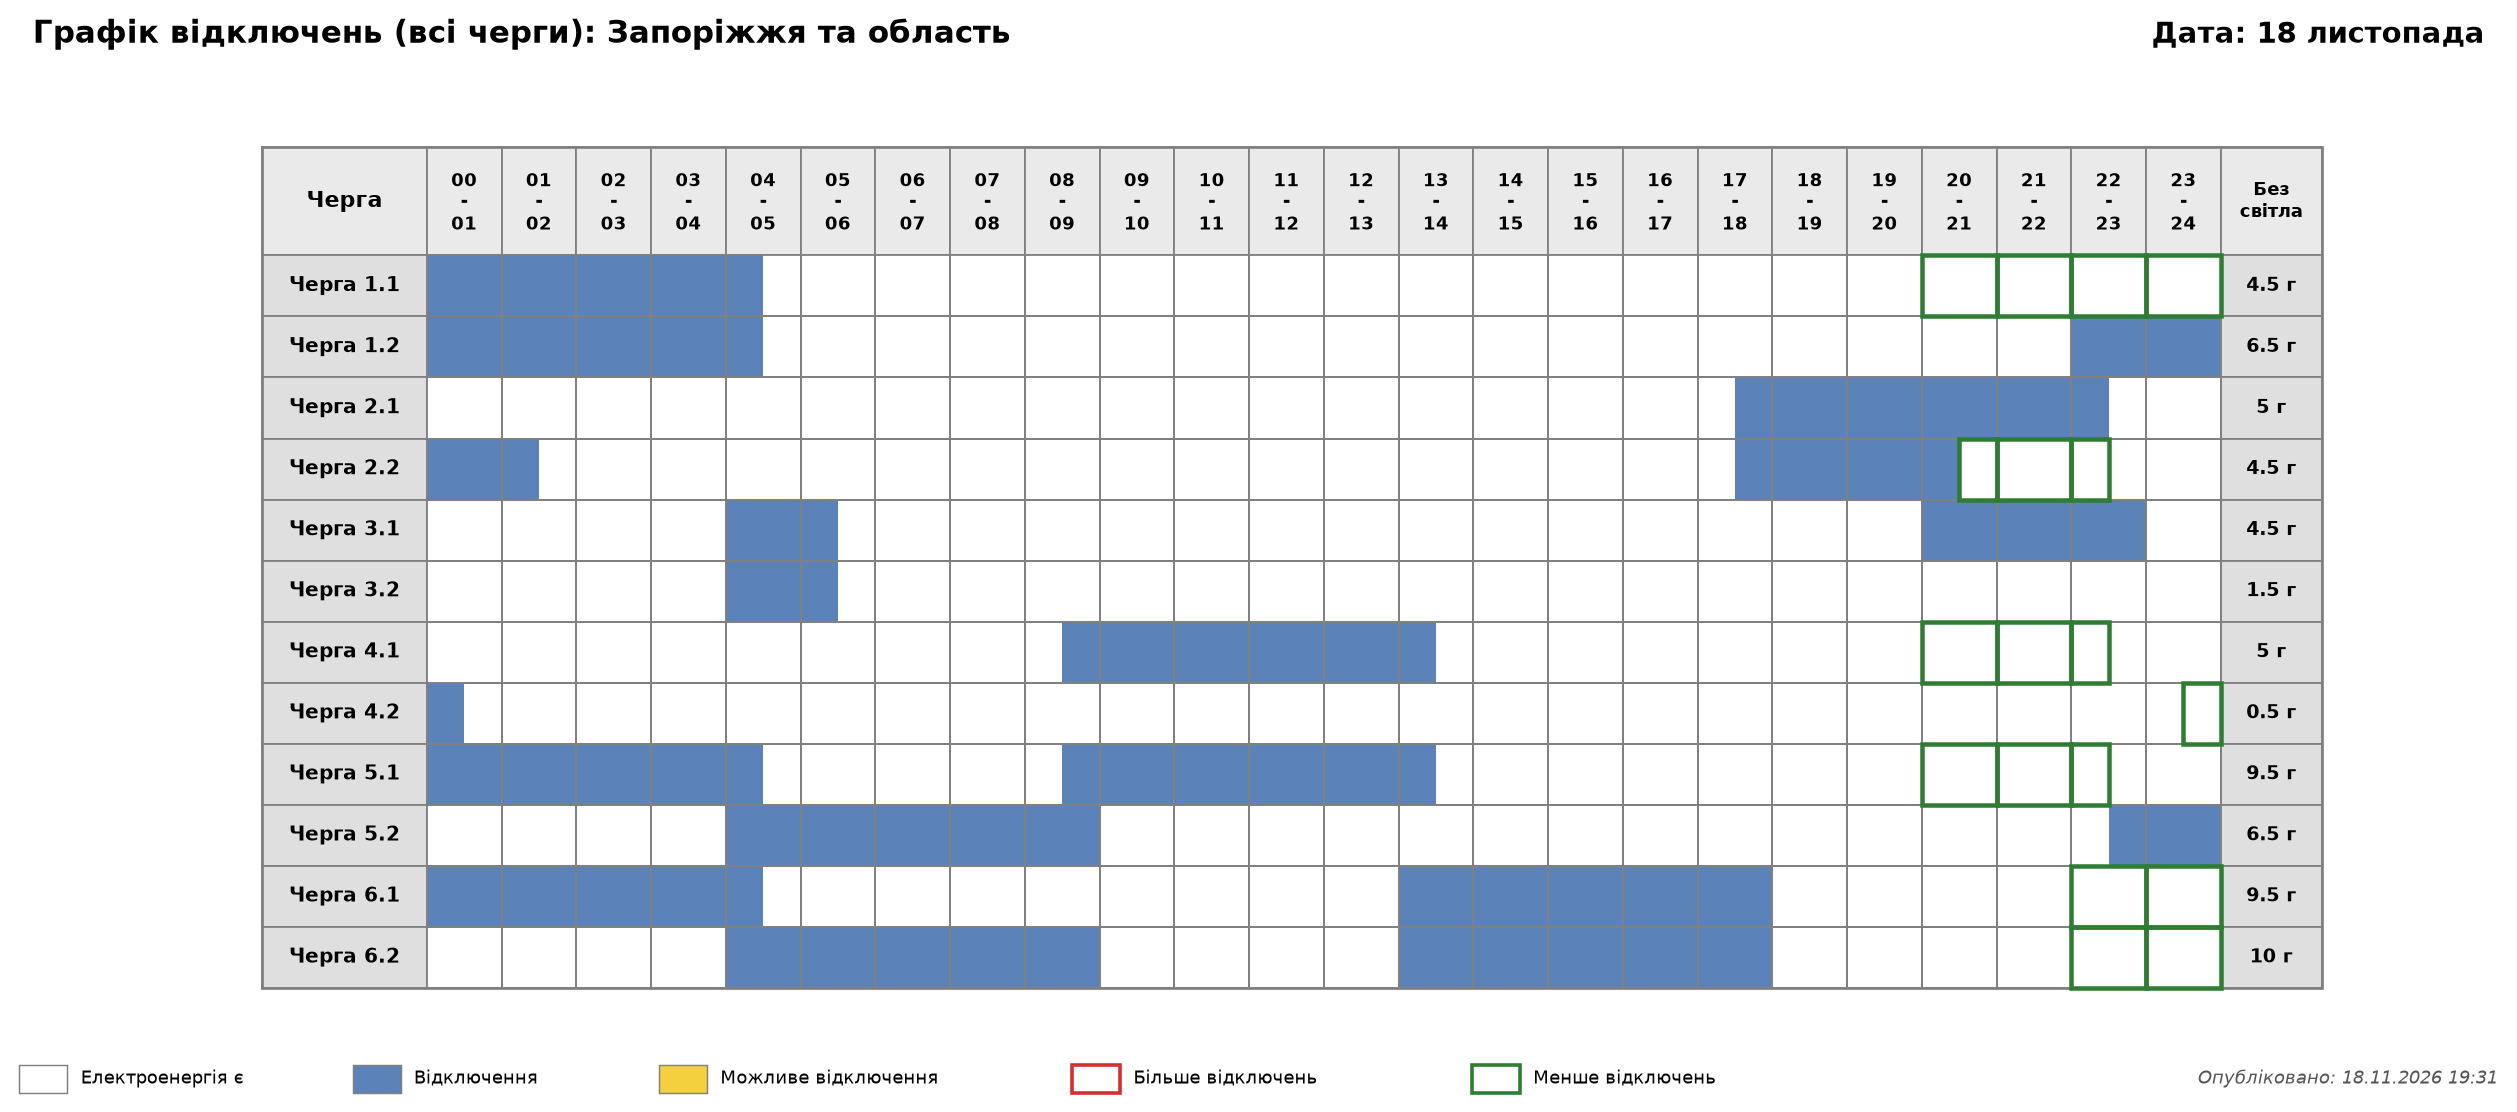 Графік відключень (всі черги): Запоріжжя та область
Дата: 18 листопада
Черга 00 - 01 01 - 02 02 - 03 03 - 04 04 - 05 05 - 06 06 - 07 07 - 08 08 - 09 09 - 10 10 - 11 11 - 12 12 - 13 13 - 14 14 - 15 15 - 16 16 - 17 17 - 18 18 - 19 19 - 20 20 - 21 21 - 22 22 - 23 23 - 24 Без світла
Черга 1.1 4.5 г
Черга 1.2 6.5 г
Черга 2.1 5 г
Черга 2.2 4.5 г
Черга 3.1 4.5 г
Черга 3.2 1.5 г
Черга 4.1 5 г
Черга 4.2 0.5 г
Черга 5.1 9.5 г
Черга 5.2 6.5 г
Черга 6.1 9.5 г
Черга 6.2 10 г
Електроенергія є
Відключення
Можливе відключення
Більше відключень
Менше відключень
Опубліковано: 18.11.2026 19:31